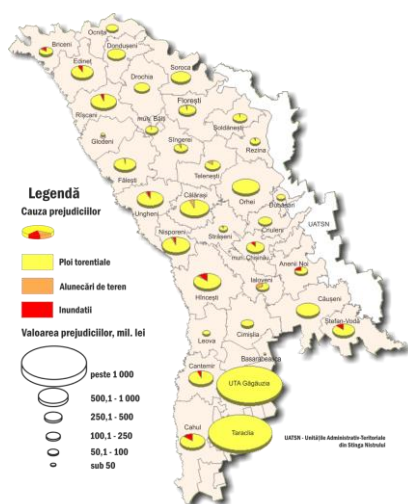 Ocnița
Briceni
Dondușeni
Edineț
Soroca
Drochia
Rîșcani
Florești
mun. Bălți
Șoldănești
Glodeni
Sîngerei
Rezina
Fălești
Telenești
Călărași
Orhei
Dubăsari
Ungheni
Criuleni
UATSN
Nisporeni
Strășeni
mun. Chișinău
Anenii Noi
Ialoveni
Hîncești
Căușeni
Ștefan-Vodă
Leova
Cimișlia
Basarabeasca
Cantemir
UTA Găgăuzia
Cahul
Taraclia
Legendă
Cauza prejudiciilor
Ploi torentiale
Alunecări de teren
Inundatii
Valoarea prejudiciilor, mil. lei
peste 1 000
500,1 - 1 000
250,1 - 500
100,1 - 250
50,1 - 100
sub 50
UATSN - Unitățile Administrativ-Teritoriale
din Stînga Nistrului